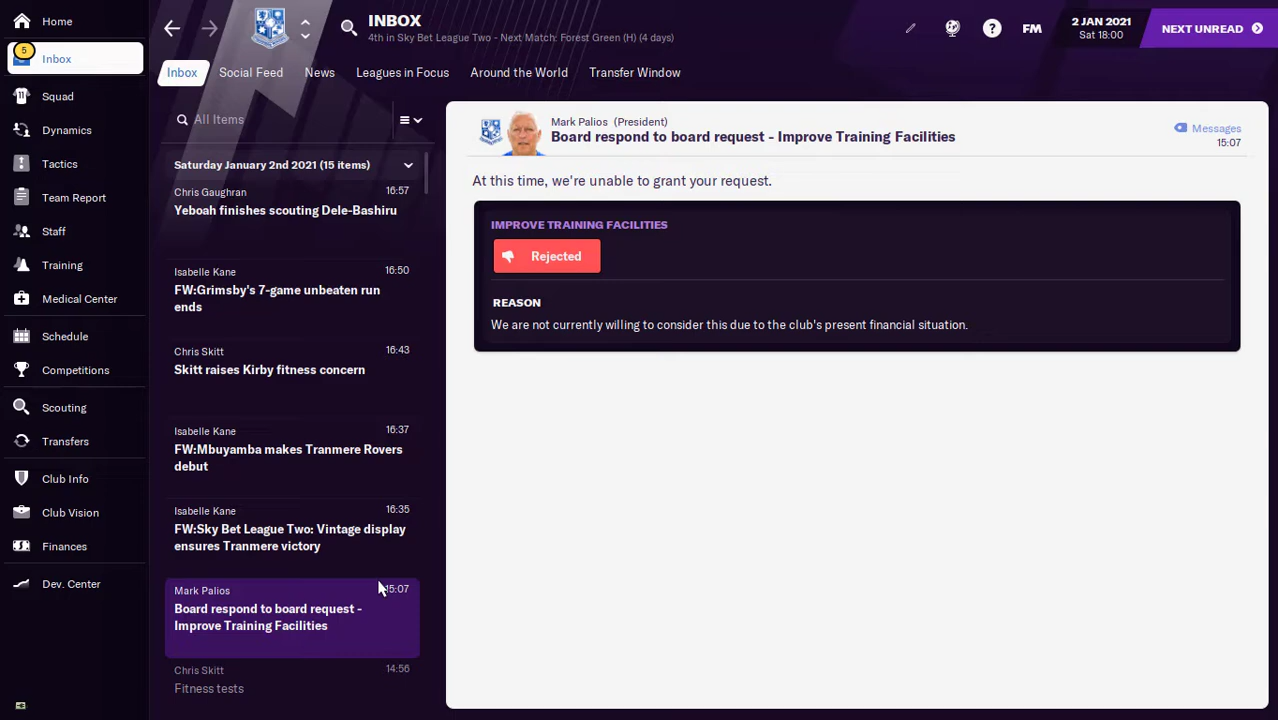 Home
5
Inbox
Squad
Dynamics
Tactics
Team Report
Staff
Training
Medical Center
Schedule
Competitions
Scouting
Transfers
Club Info
Club Vision
Finances
Dev. Center
INBOX
4th in Sky Bet League Two - Next Match: Forest Green (H) (4 days)
?
FM
2 JAN 2021
Sat 18:00
NEXT UNREAD
Inbox
Social Feed
News
Leagues in Focus
Around the World
Transfer Window
All Items
Saturday January 2nd 2021 (15 items)
Chris Gaughran 16:57
Yeboah finishes scouting Dele-Bashiru
Isabelle Kane 16:50
FW:Grimsby's 7-game unbeaten run
ends
Chris Skitt 16:43
Skitt raises Kirby fitness concern
Isabelle Kane 16:37
FW:Mbuyamba makes Tranmere Rovers
debut
Isabelle Kane 16:35
FW:Sky Bet League Two: Vintage display
ensures Tranmere victory
Mark Palios 15:07
Board respond to board request -
Improve Training Facilities
Chris Skitt 14:56
Fitness tests
Mark Palios (President)
Board respond to board request - Improve Training Facilities
Messages
15:07
At this time, we're unable to grant your request.
IMPROVE TRAINING FACILITIES
Rejected
REASON
We are not currently willing to consider this due to the club's present financial situation.